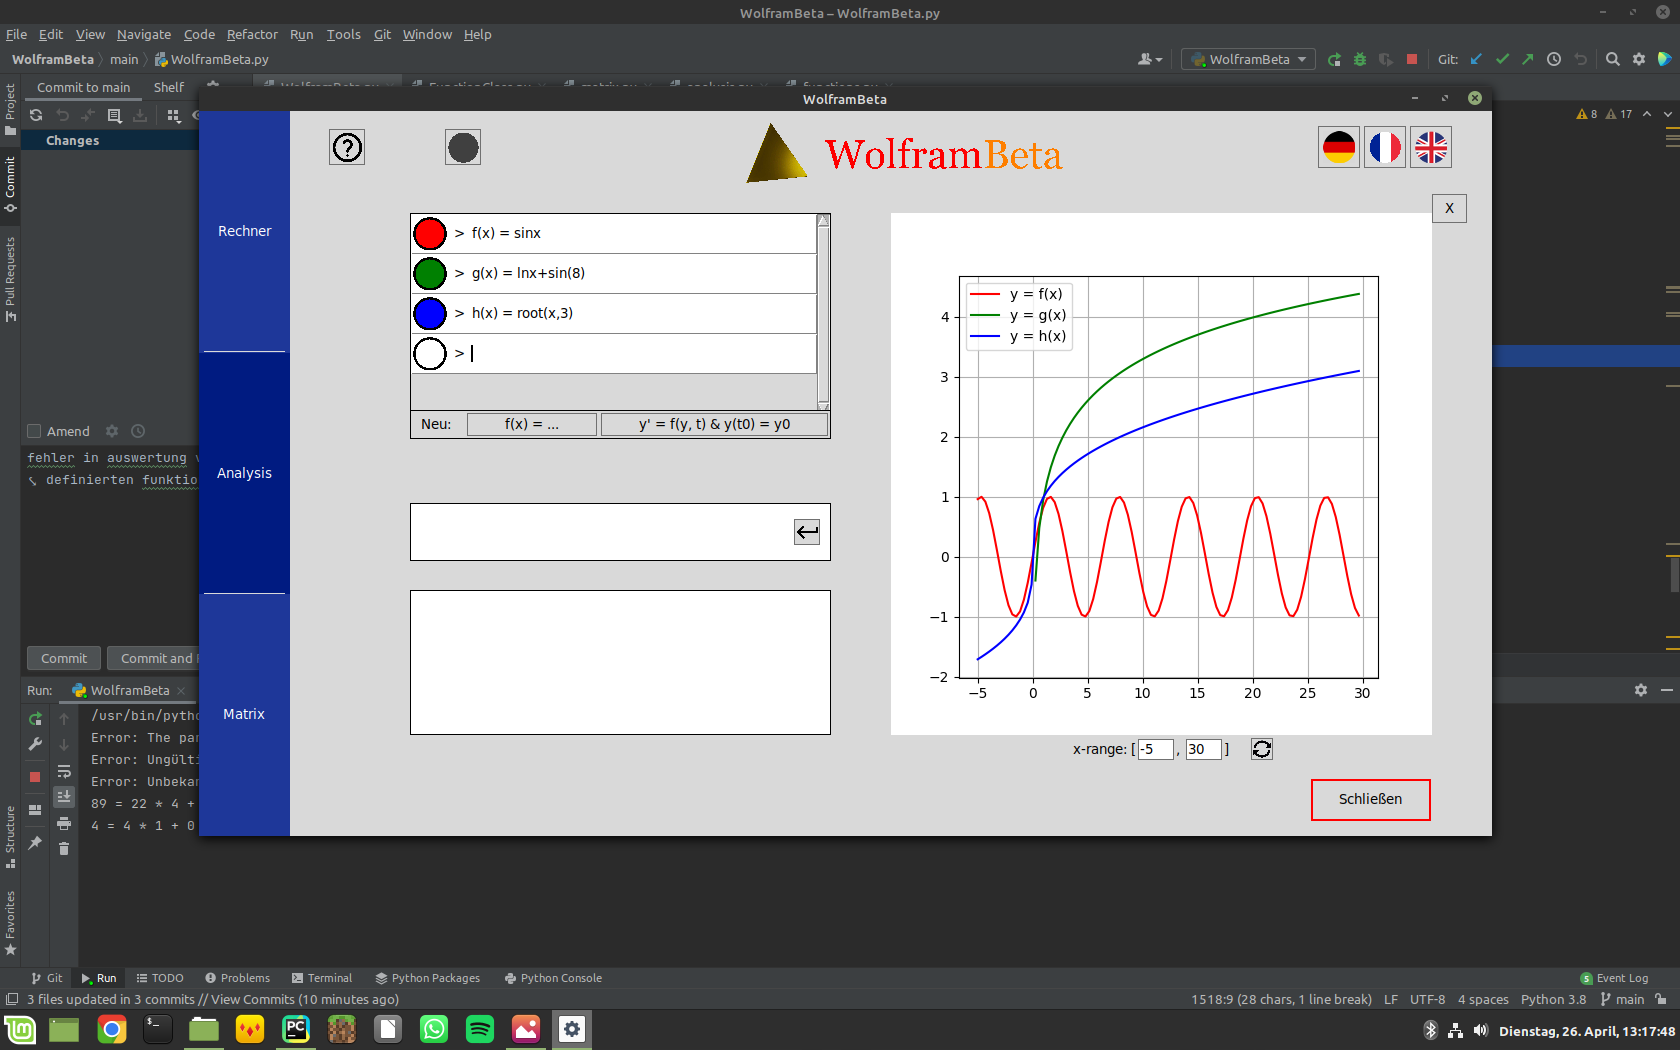 WolframBeta – WolframBeta.py
File Edit View Navigate Code Refactor Run Tools Git Window Help
WolframBeta main WolframBeta.py
WolframBeta
Git:
Commit to main Shelf
WolframBeta
8 17
Project
Commit
Pull Requests
Structure
Favorites
Changes
Amend
fehler in auswertung
definierten funktio
Commit
Commit and
Rechner
Analysis
Matrix
?
WolframBeta
X
> f(x) = sinx
> g(x) = lnx+sin(8)
> h(x) = root(x,3)
>
Neu: f(x) = ... y' = f(y, t) & y(t0) = y0
y = f(x)
y = g(x)
y = h(x)
4
3
2
1
0
−1
−2
−5 0 5 10 15 20 25 30
x-range: [ -5 , 30 ]
Schließen
Run: WolframBeta
/usr/bin/pytho
Error: The par
Error: Ungülti
Error: Unbekan
89 = 22 * 4 +
4 = 4 * 1 + 0
Git Run TODO Problems Terminal Python Packages Python Console 5 Event Log
3 files updated in 3 commits // View Commits (10 minutes ago) 1518:9 (28 chars, 1 line break) LF UTF-8 4 spaces Python 3.8 main
PC
Dienstag, 26. April, 13:17:48